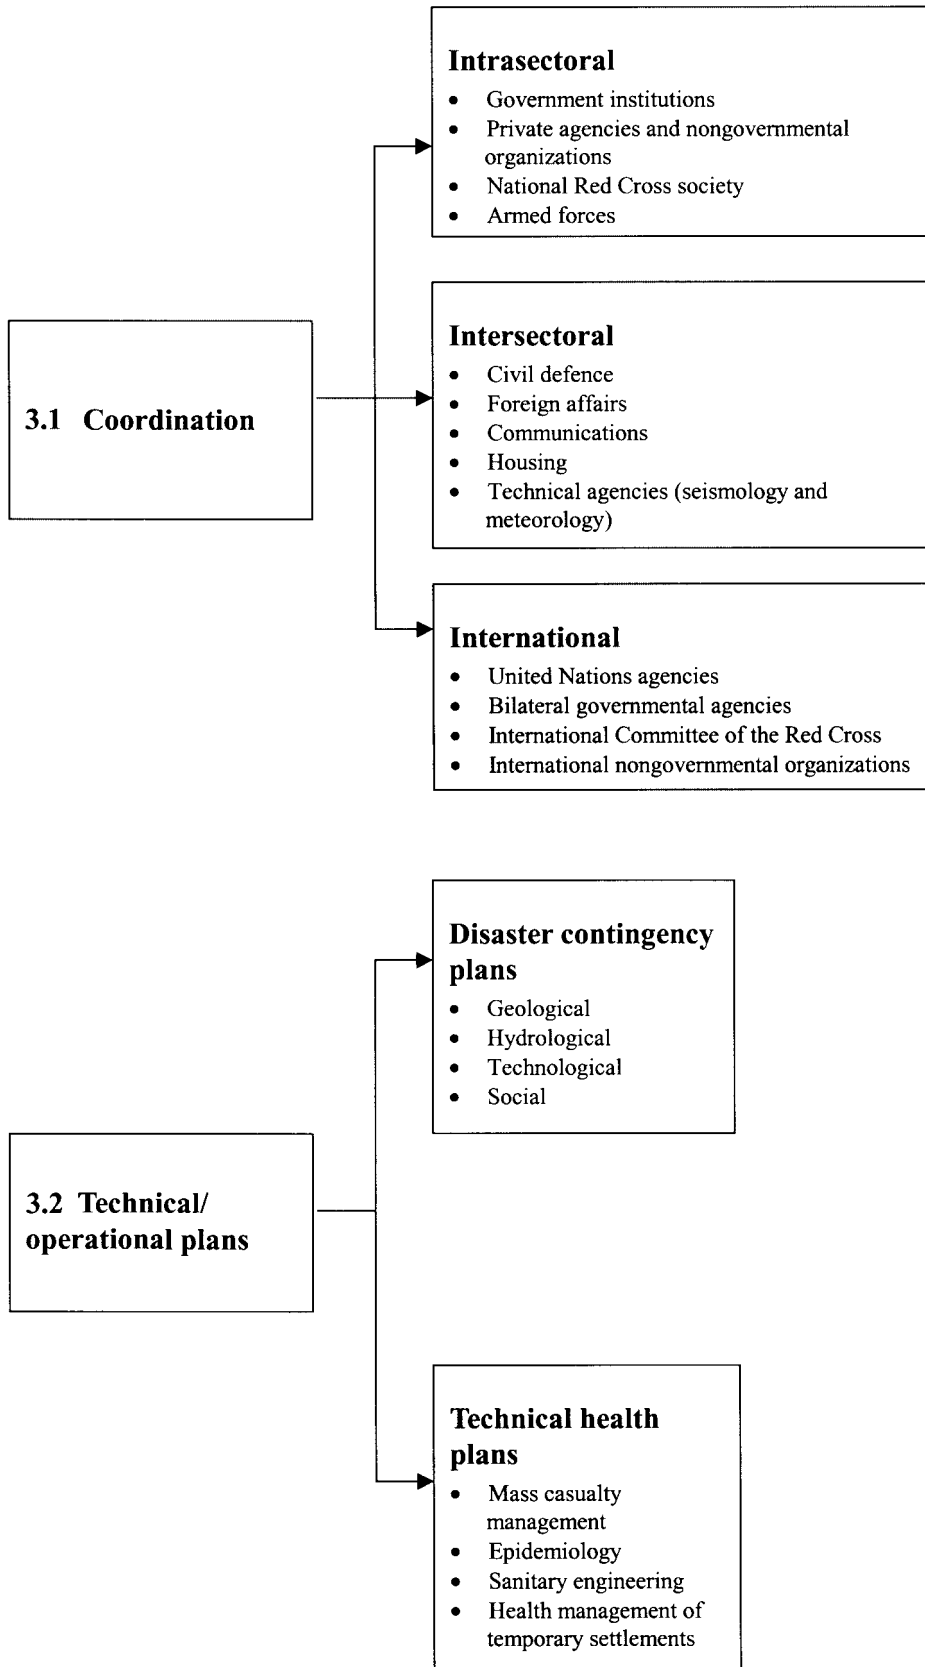 Intrasectoral
• Government institutions
• Private agencies and nongovernmental
organizations
• National Red Cross society
• Armed forces
3.1 Coordination
Intersectoral
• Civil defence
• Foreign affairs
• Communications
• Housing
• Technical agencies (seismology and
meteorology)
International
• United Nations agencies
• Bilateral governmental agencies
• International Committee of the Red Cross
• International nongovernmental organizations
Disaster contingency
plans
• Geological
• Hydrological
• Technological
• Social
3.2 Technical/
operational plans
Technical health
plans
• Mass casualty
management
• Epidemiology
• Sanitary engineering
• Health management of
temporary settlements